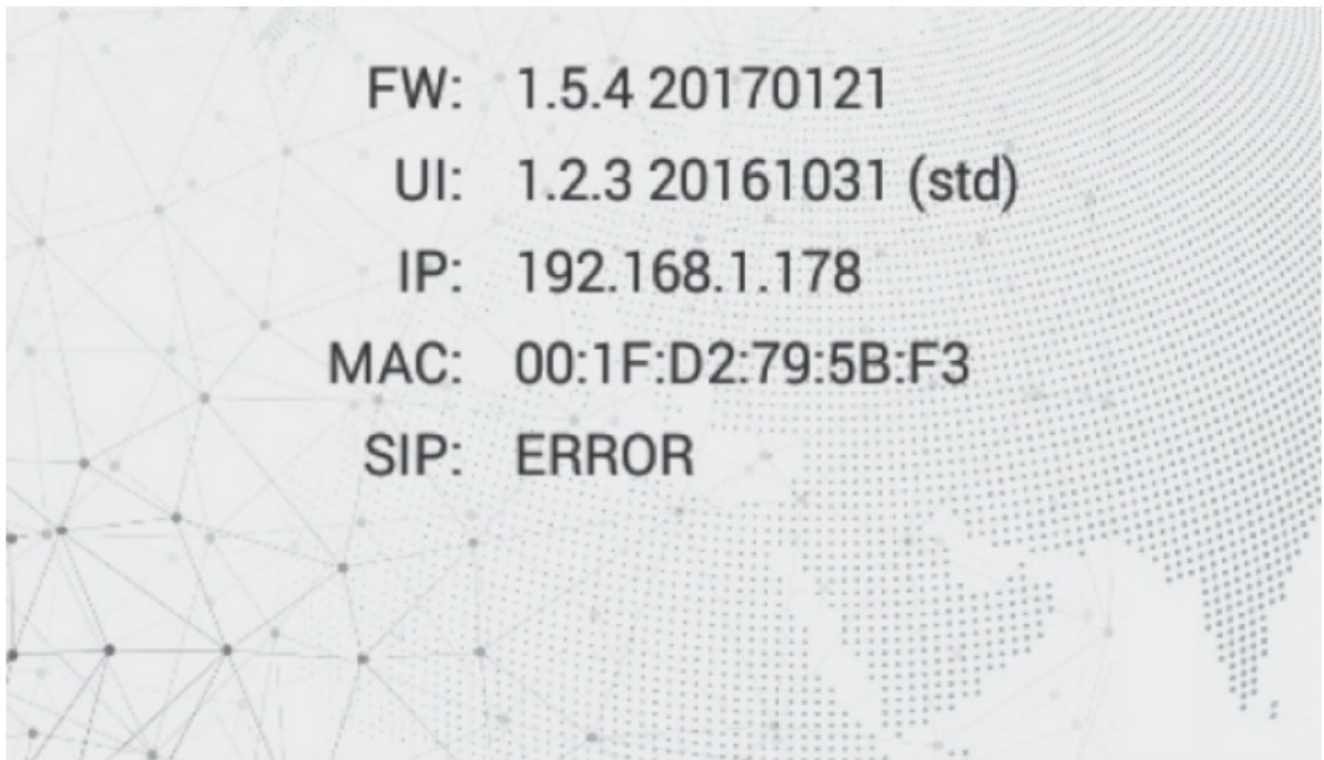 FW: 1.5.4 20170121
UI: 1.2.3 20161031 (std)
IP: 192.168.1.178
MAC: 00:1F:D2:79:5B:F3
SIP: ERROR